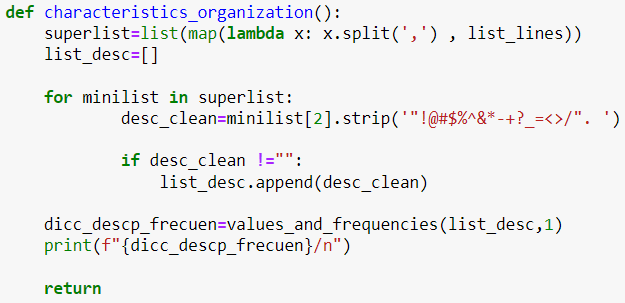 def characteristics_organization():
    superlist=list(map(lambda x: x.split(',') , list_lines))
    list_desc=[]
    for minilist in superlist:
            desc_clean=minilist[2].strip('"!@#$%^&*-+?_=<>/". ')
            if desc_clean !="":
                list_desc.append(desc_clean)
    dicc_descp_frecuen=values_and_frequencies(list_desc,1)
    print(f"{dicc_descp_frecuen}/n")
    return